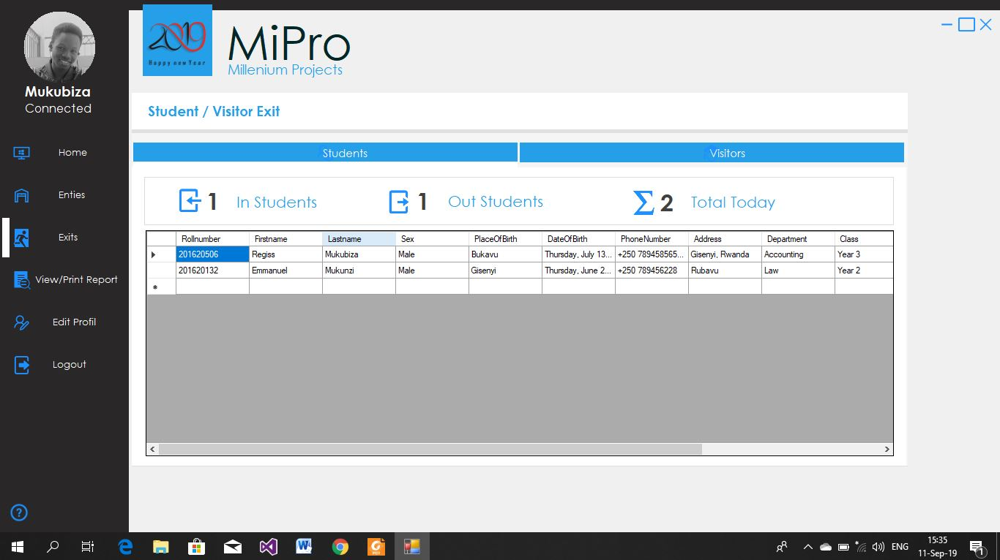 Mukubiza
Connected
Home
Enties
Exits
View/Print Report
Edit Profil
Logout
2019
Happy new Year
MiPro
Millenium Projects
Student / Visitor Exit
Students Visitors
1 In Students 1 Out Students 2 Total Today
Rollnumber Firstname Lastname Sex PlaceOfBirth DateOfBirth PhoneNumber Address Department Class
201620506 Regiss Mukubiza Male Bukavu Thursday, July 13... +250 789458565... Gisenyi, Rwanda Accounting Year 3
201620132 Emmanuel Mukunzi Male Gisenyi Thursday, June 2... +250 789456228 Rubavu Law Year 2
ENG
15:35
11-Sep-19
1